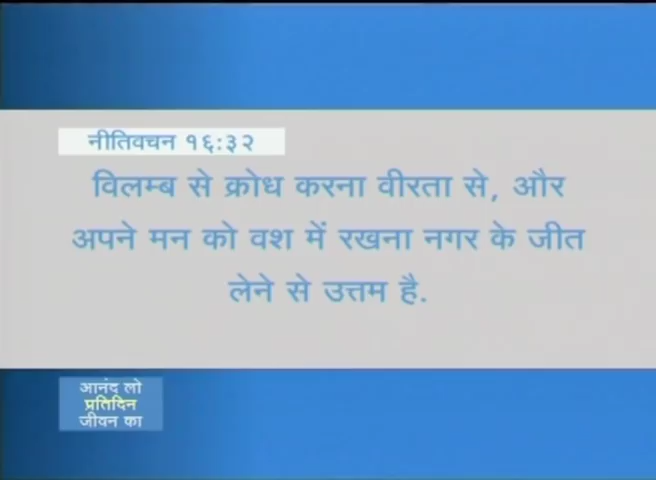 नीतिवचन १६:३२
विलम्ब से क्रोध करना वीरता से, और
अपने मन को वश में रखना नगर के जीत
लेने से उत्तम है.
आनंद लो
प्रतिदिन
जीवन का